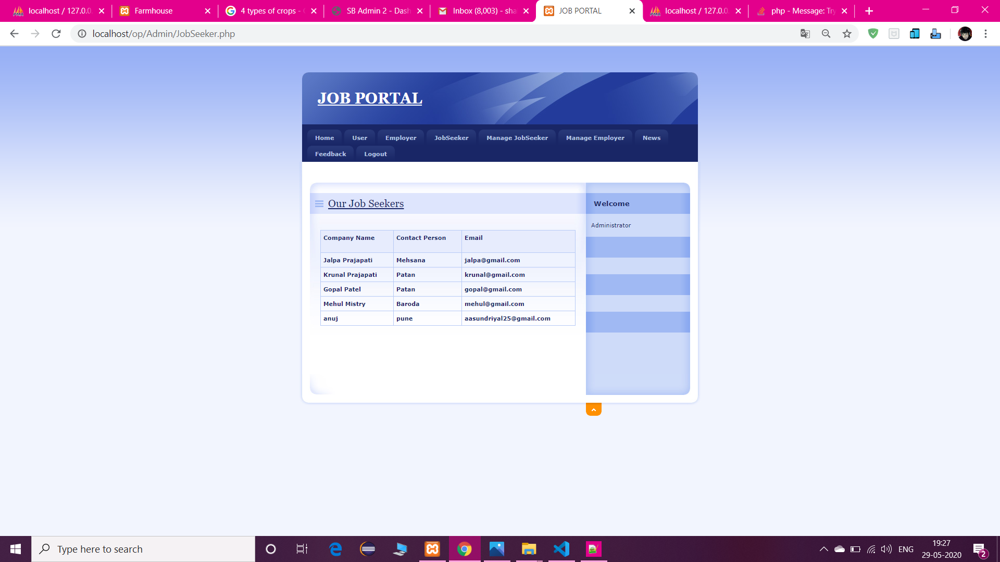 localhost / 127.0.0.
Farmhouse
4 types of crops -
SB Admin 2 - Dash
Inbox (8,003) - sha
JOB PORTAL
localhost / 127.0.0.
php - Message: Try
localhost/op/Admin/JobSeeker.php
JOB PORTAL
Home User Employer JobSeeker Manage JobSeeker Manage Employer News
Feedback Logout
Our Job Seekers
Welcome
Administrator
Company Name Contact Person Email
Jalpa Prajapati Mehsana jalpa@gmail.com
Krunal Prajapati Patan krunal@gmail.com
Gopal Patel Patan gopal@gmail.com
Mehul Mistry Baroda mehul@gmail.com
anuj pune aasundriyal25@gmail.com
Type here to search
ENG
19:27
29-05-2020
2